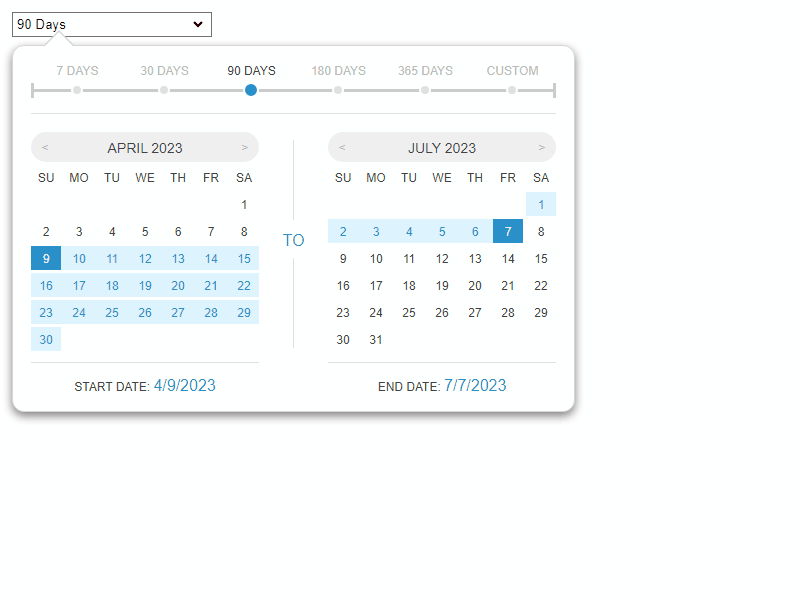 90 Days
7 DAYS 30 DAYS 90 DAYS 180 DAYS 365 DAYS CUSTOM
< APRIL 2023 >
SU MO TU WE TH FR SA
1
2 3 4 5 6 7 8
9 10 11 12 13 14 15
16 17 18 19 20 21 22
23 24 25 26 27 28 29
30
START DATE: 4/9/2023
TO
< JULY 2023 >
SU MO TU WE TH FR SA
1
2 3 4 5 6 7 8
9 10 11 12 13 14 15
16 17 18 19 20 21 22
23 24 25 26 27 28 29
30 31
END DATE: 7/7/2023